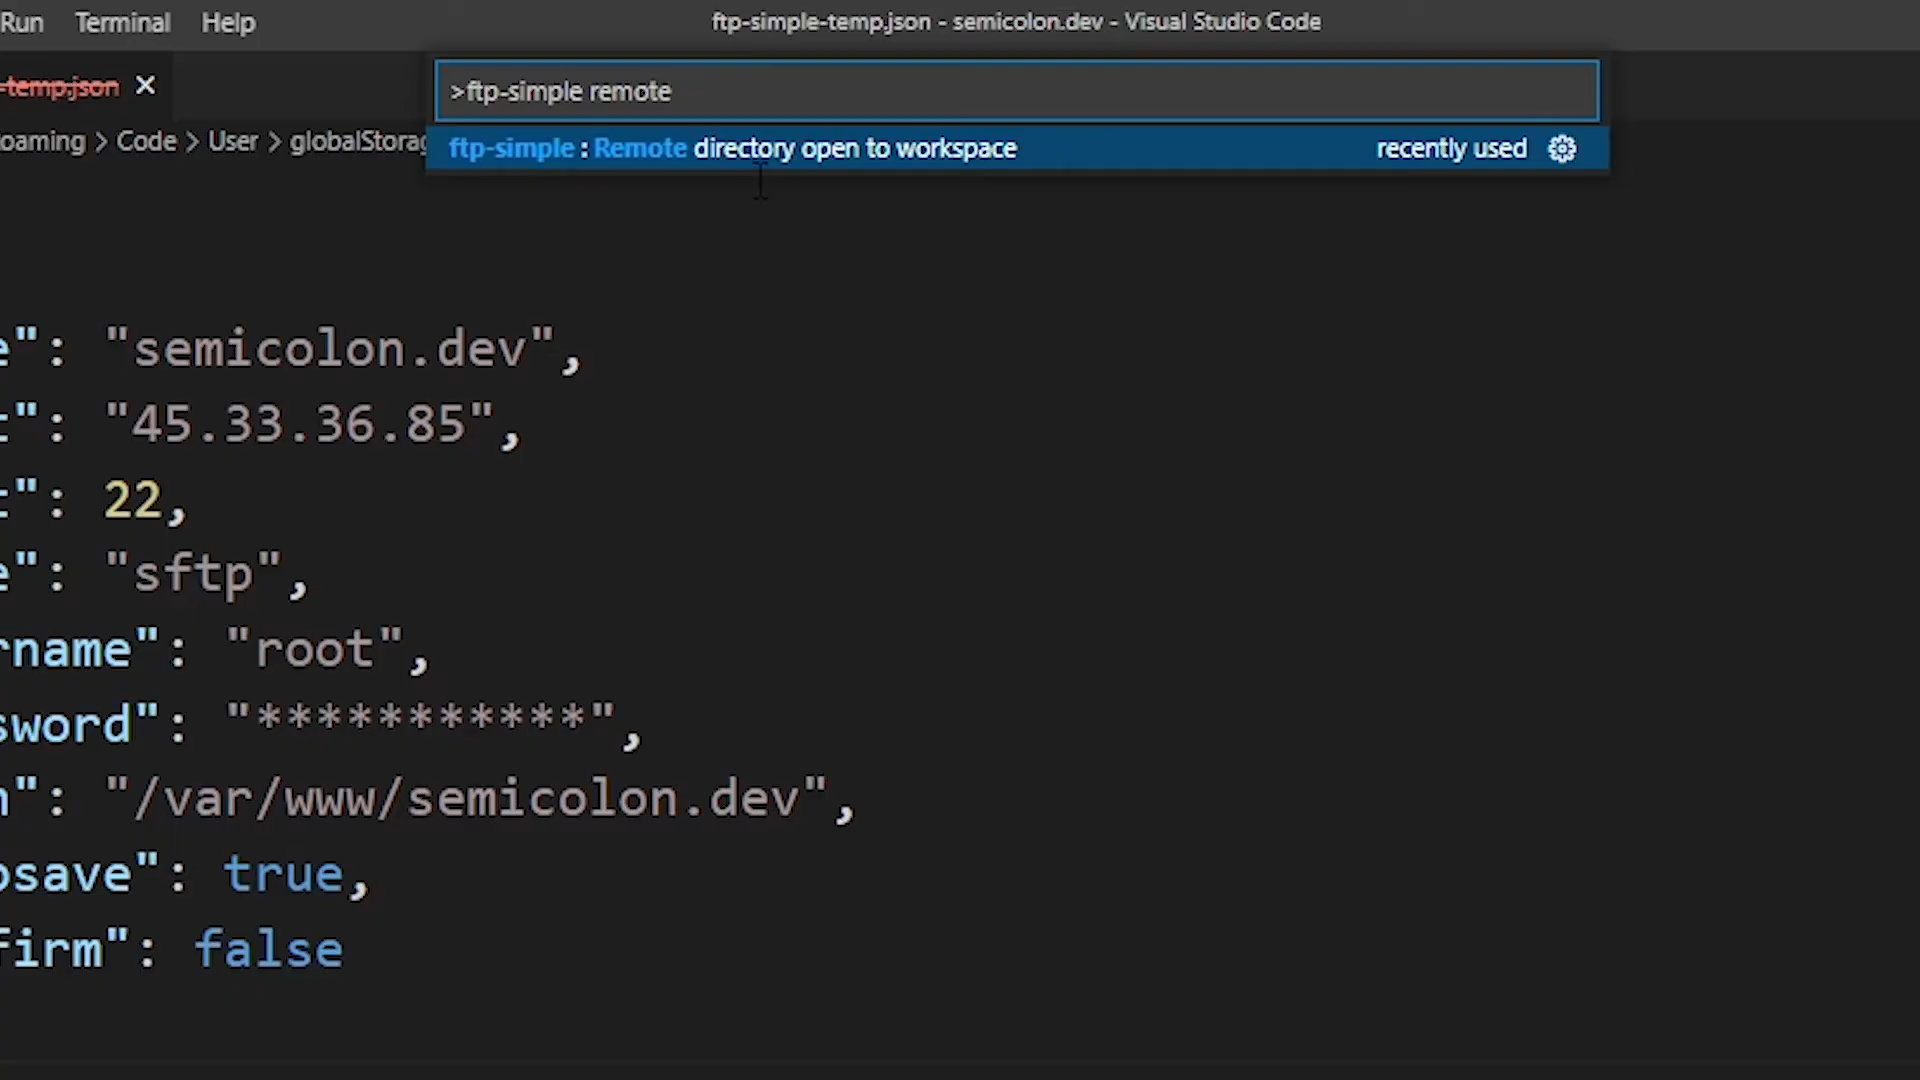 Run Terminal Help ftp-simple-temp.json - semicolon.dev - Visual Studio Code
-temp.json ✕
>ftp-simple remote
oaming > Code > User > globalStorag
ftp-simple : Remote directory open to workspace recently used
e": "semicolon.dev",
t": "45.33.36.85",
t": 22,
e": "sftp",
rname": "root",
sword": "***********",
h": "/var/www/semicolon.dev",
osave": true,
firm": false